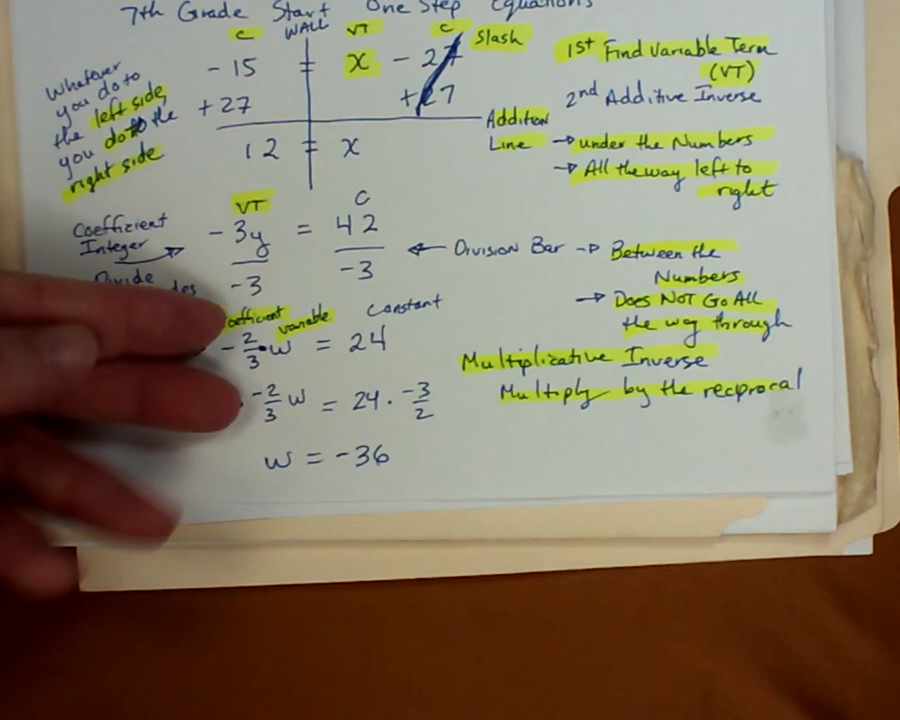 7th Grade Start One Step Equations
C WALL VT C Slash
- 15 = x - 27
+ 27 + 27
12 = x
Whatever
you do to
the left side,
you do to the
right side
1st Find Variable Term
(VT)
2nd Additive Inverse
Addition
Line → under the Numbers
→ All the way left to
right
VT C
Coefficient
Integer →
Divide
- 3y = 42
-3 -3
← Division Bar → Between the
Numbers
→ Does NOT Go All
the way through
variable Constant
- 2/3 • w = 24
Multiplicative Inverse
Multiply by the reciprocal
-2/3 w = 24 · -3/2
w = -36